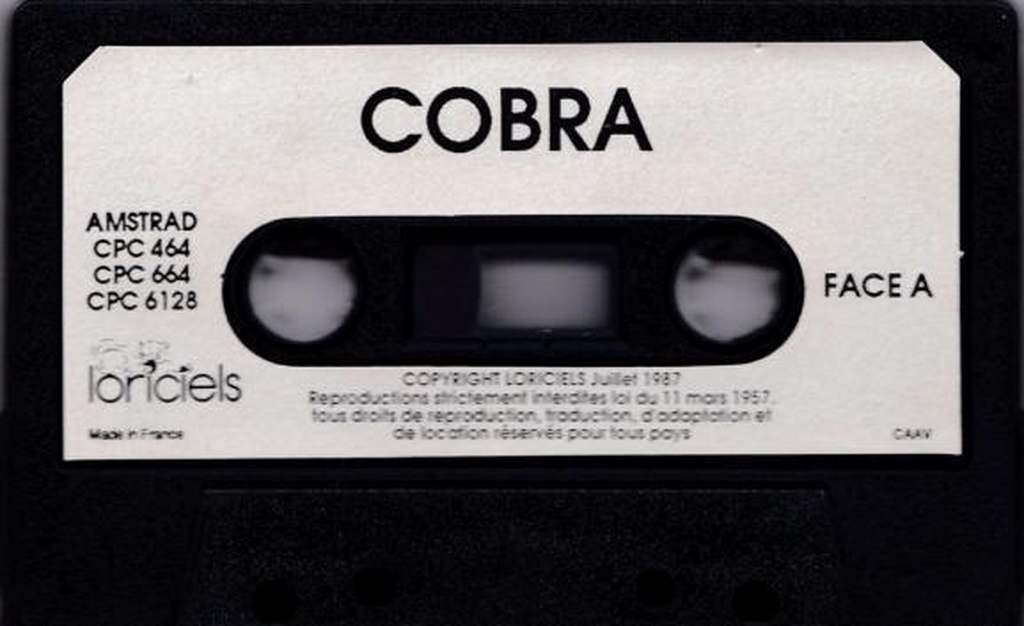 COBRA
AMSTRAD
CPC 464
CPC 664
CPC 6128
FACE A
loriciels
COPYRIGHT LORICIELS Juillet 1987
Reproductions strictement interdites loi du 11 mars 1957.
tous droits de reproduction, traduction, d'adaptation et
de location réservés pour tous pays
Made in France
CAAV